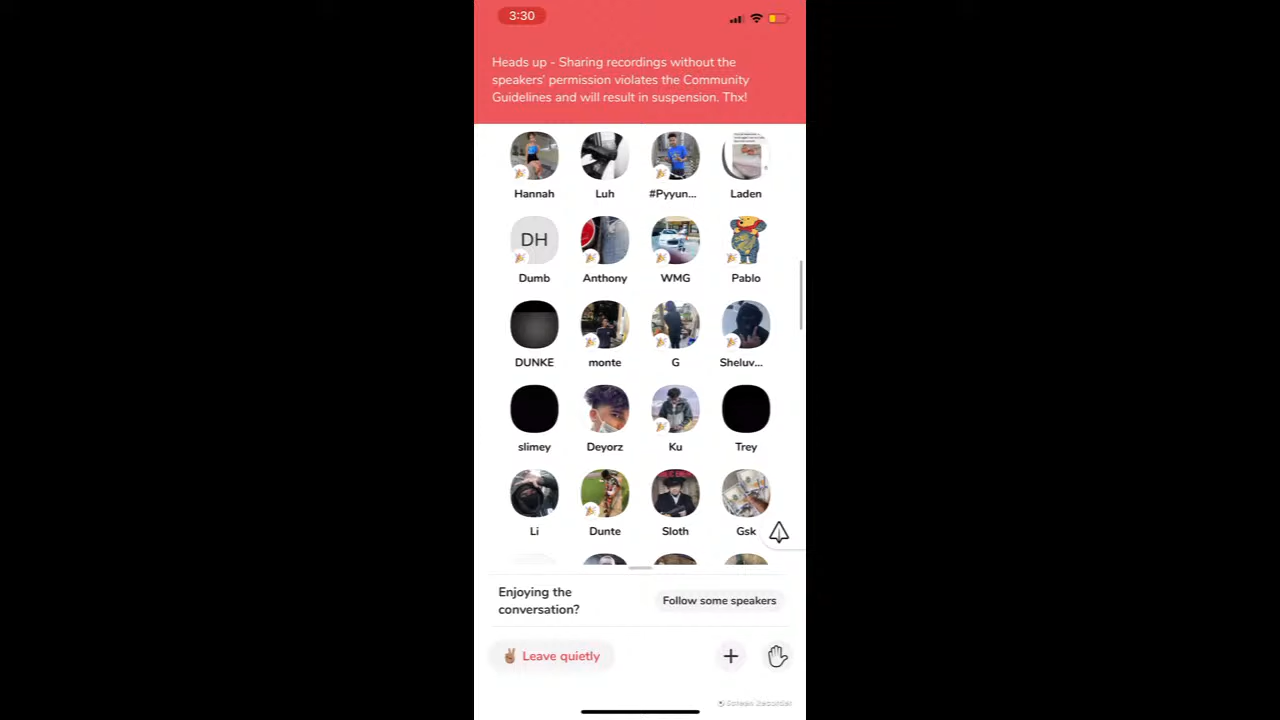 3:30
Heads up - Sharing recordings without the
speakers' permission violates the Community
Guidelines and will result in suspension. Thx!
Hannah Luh #Pyyun... Laden
DH
Dumb Anthony WMG Pablo
DUNKE monte G Sheluv...
slimey Deyorz Ku Trey
Li Dunte Sloth Gsk
Enjoying the
conversation?
Follow some speakers
Leave quietly
Screen Recorder